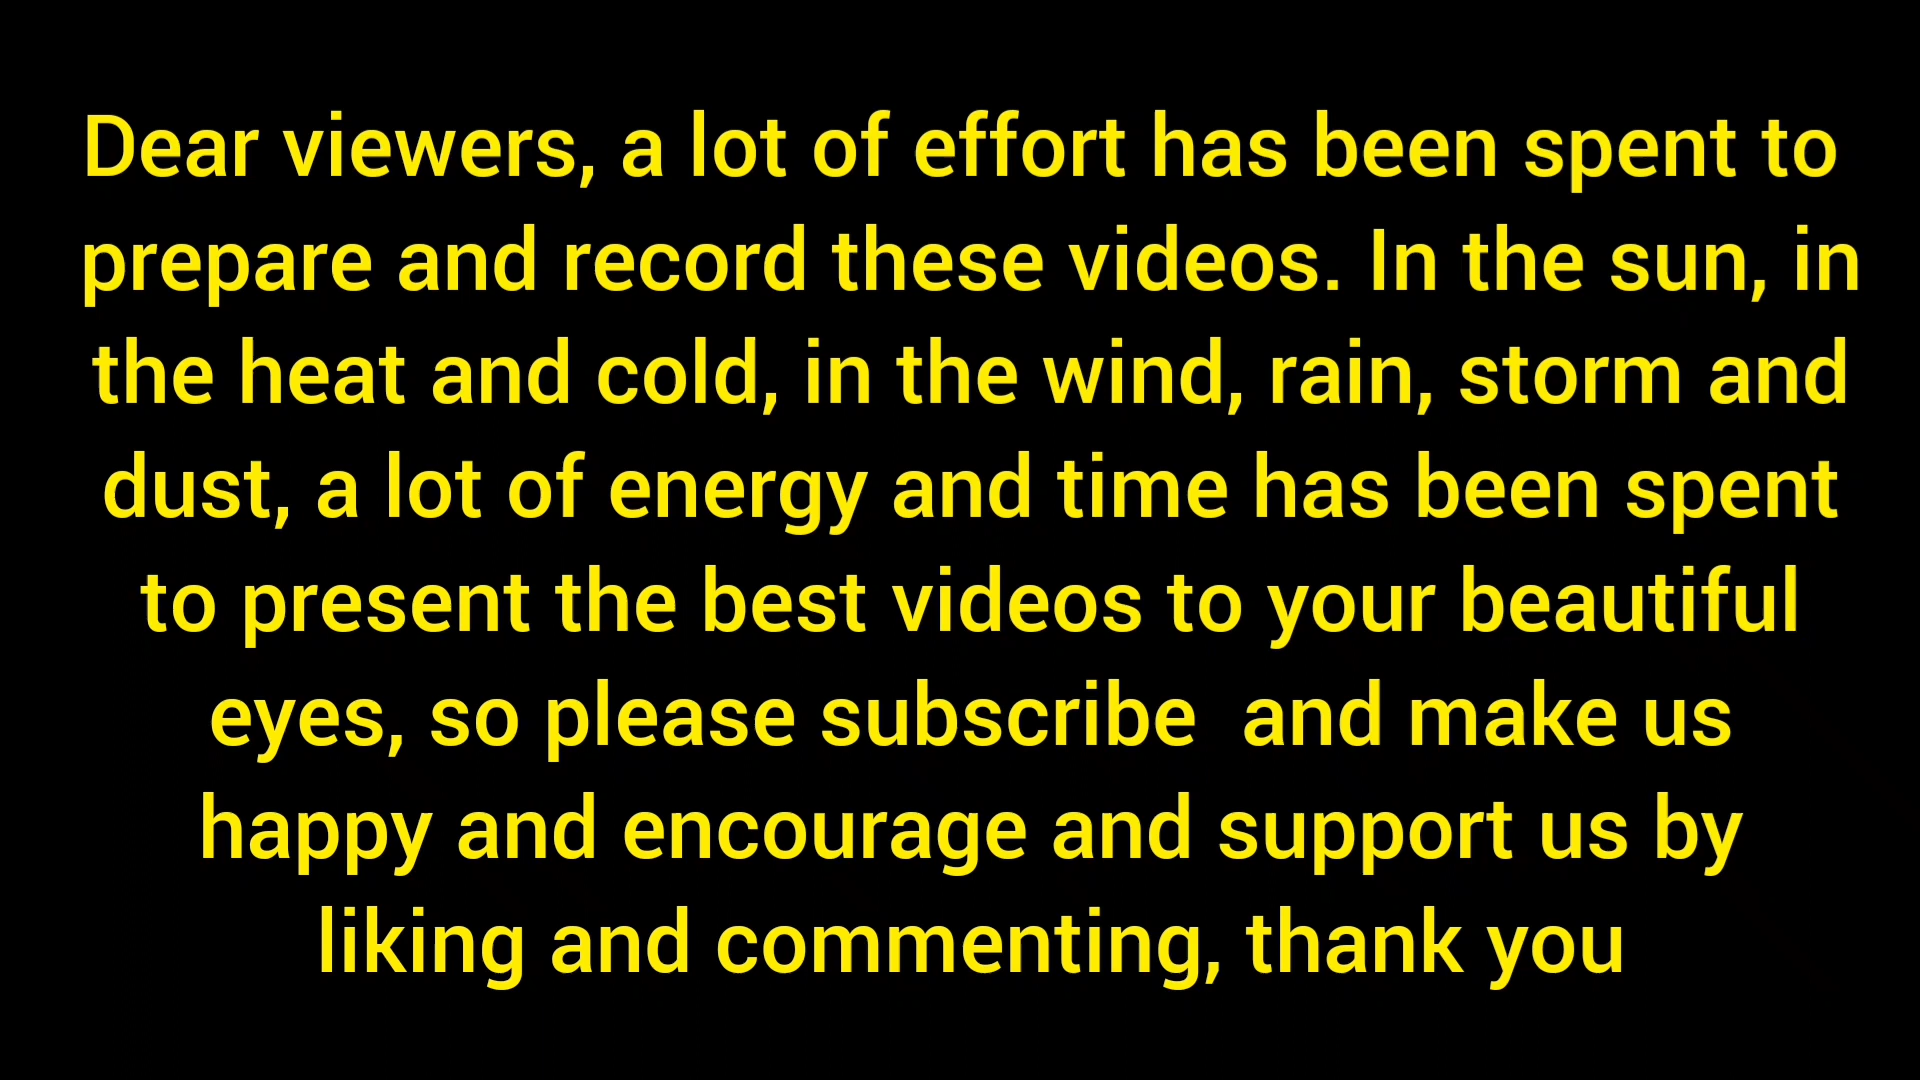 Dear viewers, a lot of effort has been spent to
prepare and record these videos. In the sun, in
the heat and cold, in the wind, rain, storm and
dust, a lot of energy and time has been spent
to present the best videos to your beautiful
eyes, so please subscribe  and make us
happy and encourage and support us by
liking and commenting, thank you